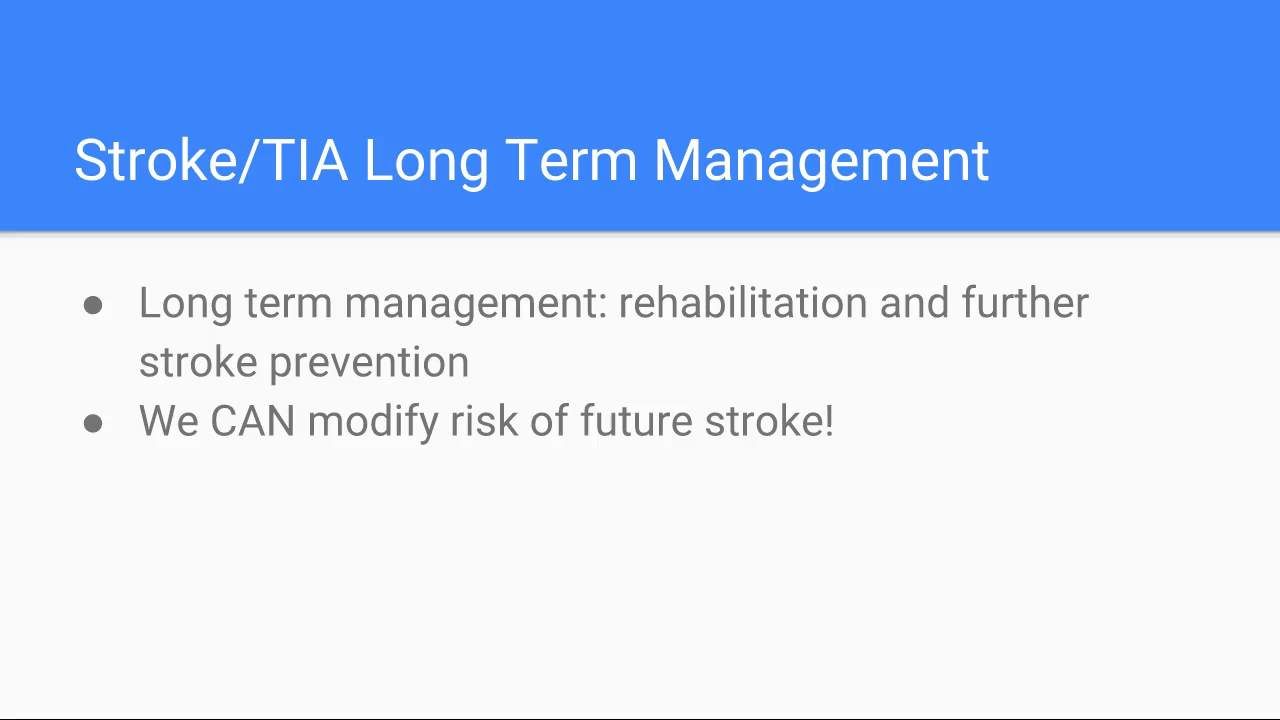 Stroke/TIA Long Term Management
● Long term management: rehabilitation and further
stroke prevention
● We CAN modify risk of future stroke!